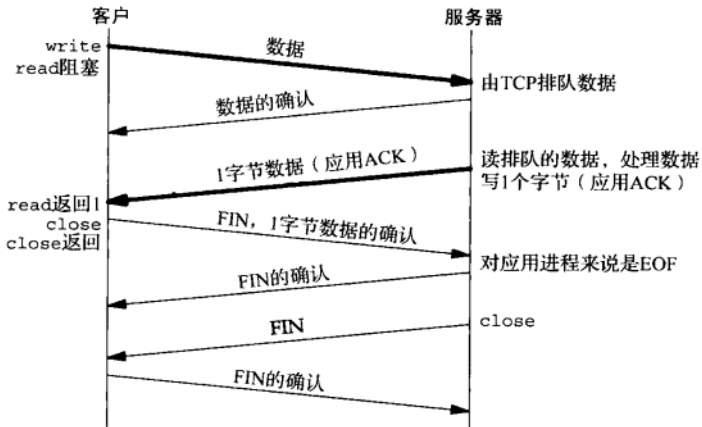 客户
服务器
write
read阻塞
数据
由TCP排队数据
数据的确认
1字节数据（应用ACK）
读排队的数据，处理数据
写1个字节（应用ACK）
read返回1
close
close返回
FIN，1字节数据的确认
对应用进程来说是EOF
FIN的确认
FIN
close
FIN的确认